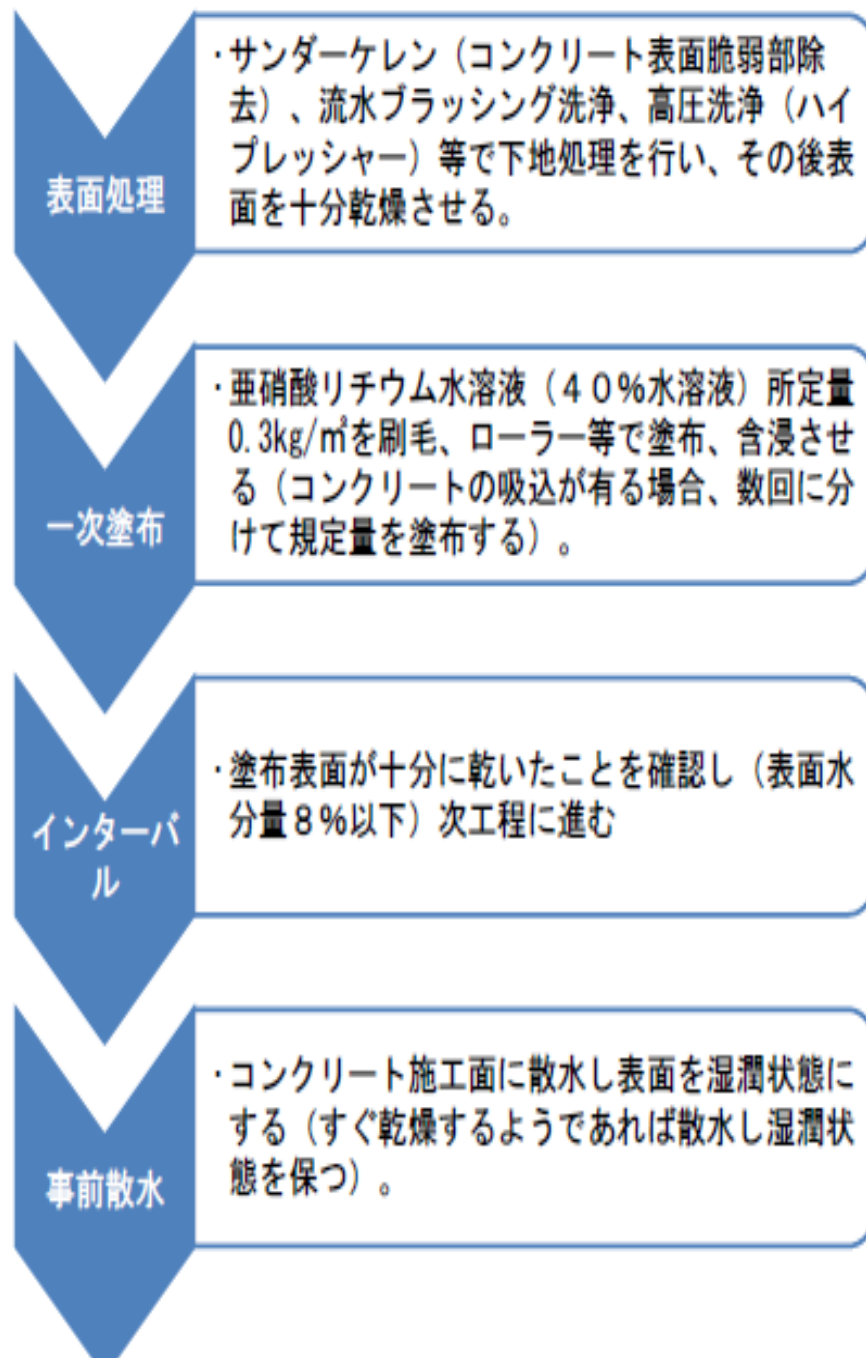 表面処理
・サンダーケレン（コンクリート表面脆弱部除
去）、流水ブラッシング洗浄、高圧洗浄（ハイ
プレッシャー）等で下地処理を行い、その後表
面を十分乾燥させる。
一次塗布
・亜硝酸リチウム水溶液（４０％水溶液）所定量
0.3kg/㎡を刷毛、ローラー等で塗布、含浸させ
る（コンクリートの吸込が有る場合、数回に分
けて規定量を塗布する）。
インターバ
ル
・塗布表面が十分に乾いたことを確認し（表面水
分量８％以下）次工程に進む
事前散水
・コンクリート施工面に散水し表面を湿潤状態に
する（すぐ乾燥するようであれば散水し湿潤状
態を保つ）。